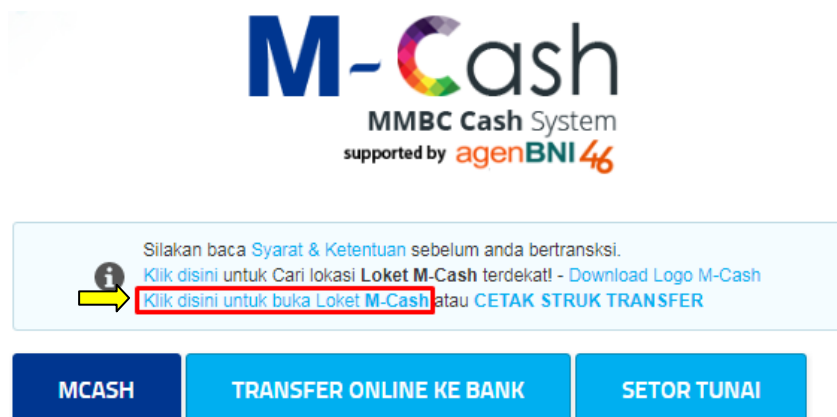 M-Cash
MMBC Cash System
supported by agenBNI 46
Silakan baca Syarat & Ketentuan sebelum anda bertransksi.
Klik disini untuk Cari lokasi Loket M-Cash terdekat! - Download Logo M-Cash
Klik disini untuk buka Loket M-Cash atau CETAK STRUK TRANSFER
MCASH TRANSFER ONLINE KE BANK SETOR TUNAI